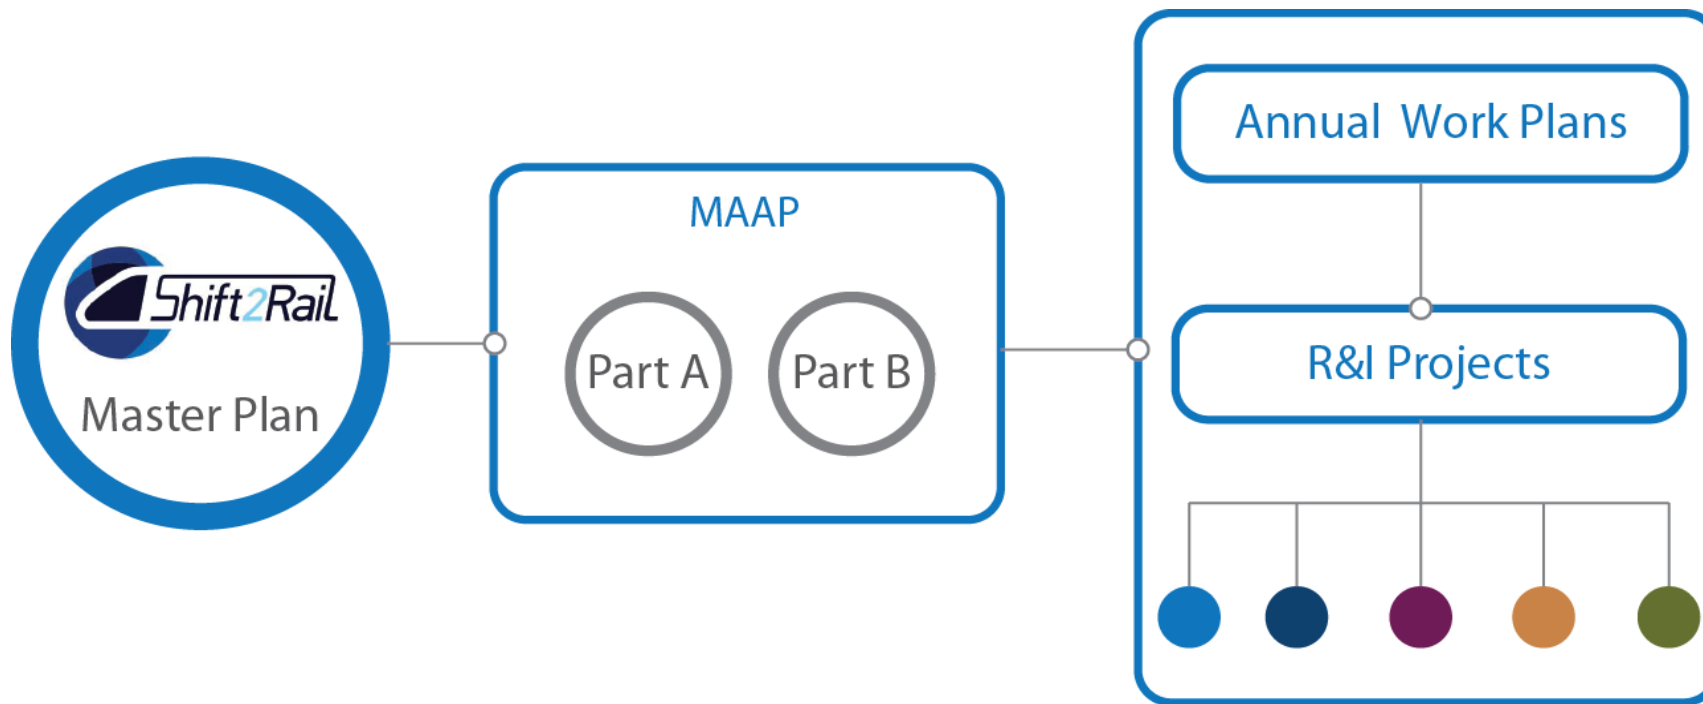 Shift2Rail
Master Plan
MAAP
Part A
Part B
Annual Work Plans
R&I Projects